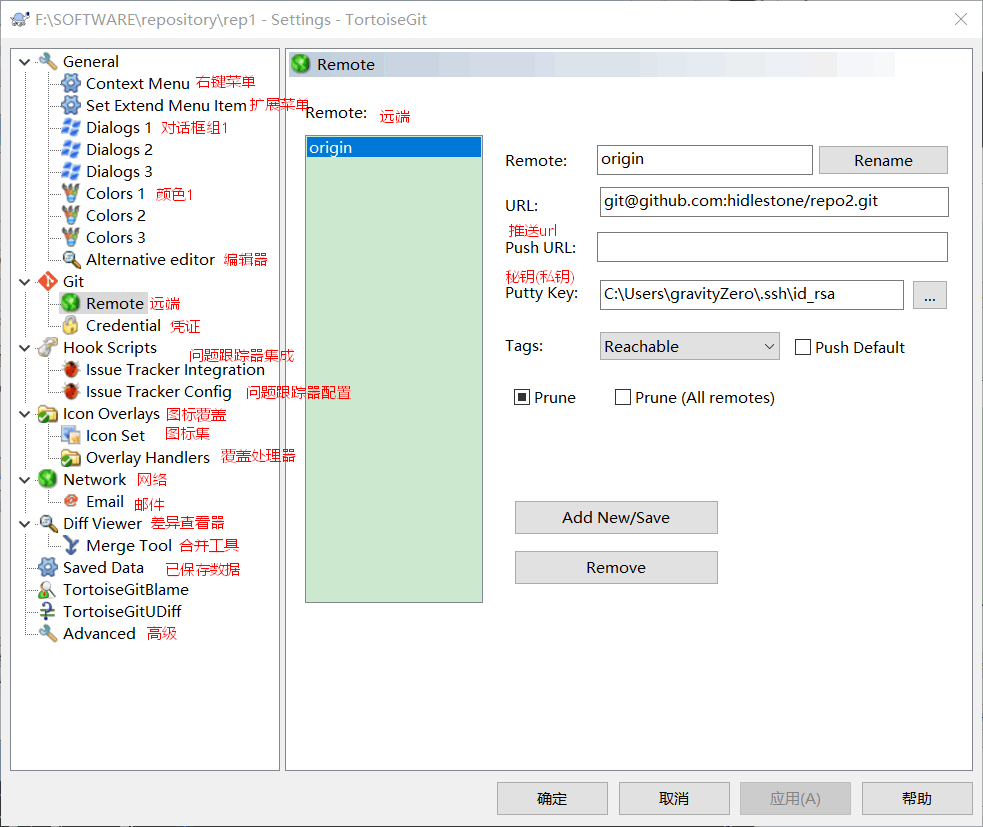 F:\SOFTWARE\repository\rep1 - Settings - TortoiseGit
General
Context Menu 右键菜单
Set Extend Menu Item 扩展菜单
Dialogs 1 对话框组1
Dialogs 2
Dialogs 3
Colors 1 颜色1
Colors 2
Colors 3
Alternative editor 编辑器
Git
Remote 远端
Credential 凭证
Hook Scripts
问题跟踪器集成
Issue Tracker Integration
Issue Tracker Config 问题跟踪器配置
Icon Overlays 图标覆盖
Icon Set 图标集
Overlay Handlers 覆盖处理器
Network 网络
Email 邮件
Diff Viewer 差异查看器
Merge Tool 合并工具
Saved Data 已保存数据
TortoiseGitBlame
TortoiseGitUDiff
Advanced 高级
Remote
Remote: 远端
origin
Remote: origin Rename
URL: git@github.com:hidlestone/repo2.git
推送url
Push URL:
秘钥(私钥)
Putty Key: C:\Users\gravityZero\.ssh\id_rsa ...
Tags: Reachable Push Default
Prune Prune (All remotes)
Add New/Save
Remove
确定 取消 应用(A) 帮助